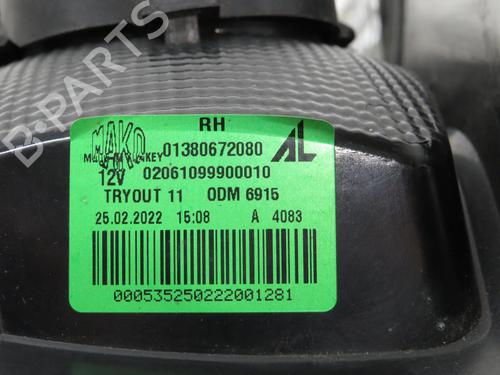 B-PARTS
RH
MAKO
MADE IN TURKEY
01380672080
AL
12V
02061099900010
TRYOUT 11 ODM 6915
25.02.2022 15:08 A 4083
000535250222001281